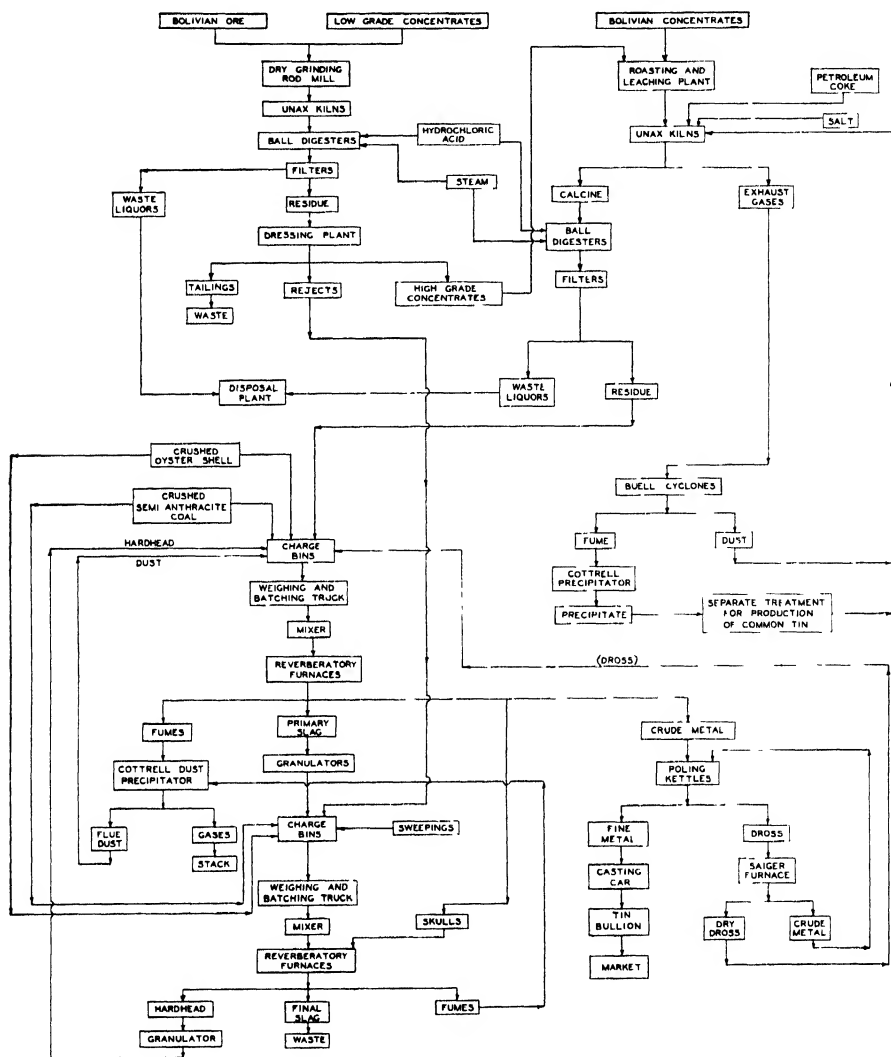 BOLIVIAN ORE
LOW GRADE CONCENTRATES
BOLIVIAN CONCENTRATES
DRY GRINDING
ROD MILL
ROASTING AND
LEACHING PLANT
PETROLEUM
COKE
UNAX KILNS
SALT
UNAX KILNS
HYDROCHLORIC
ACID
BALL DIGESTERS
FILTERS
STEAM
WASTE
LIQUORS
RESIDUE
CALCINE
EXHAUST
GASES
DRESSING PLANT
BALL
DIGESTERS
TAILINGS
REJECTS
HIGH GRADE
CONCENTRATES
FILTERS
WASTE
DISPOSAL
PLANT
WASTE
LIQUORS
RESIDUE
CRUSHED
OYSTER SHELL
CRUSHED
SEMI ANTHRACITE
COAL
BUELL CYCLONES
HARDHEAD
DUST
CHARGE
BINS
FUME
DUST
COTTRELL
PRECIPITATOR
WEIGHING AND
BATCHING TRUCK
PRECIPITATE
SEPARATE TREATMENT
FOR PRODUCTION
OF COMMON TIN
MIXER
REVERBERATORY
FURNACES
(DROSS)
FUMES
PRIMARY
SLAG
CRUDE METAL
COTTRELL DUST
PRECIPITATOR
GRANULATORS
POLING
KETTLES
FLUE
DUST
GASES
CHARGE
BINS
SWEEPINGS
FINE
METAL
DROSS
STACK
SAIGER
FURNACE
CASTING
CAR
WEIGHING AND
BATCHING TRUCK
MIXER
SKULLS
TIN
BULLION
DRY
DROSS
CRUDE
METAL
REVERBERATORY
FURNACES
MARKET
HARDHEAD
FINAL
SLAG
FUMES
GRANULATOR
WASTE